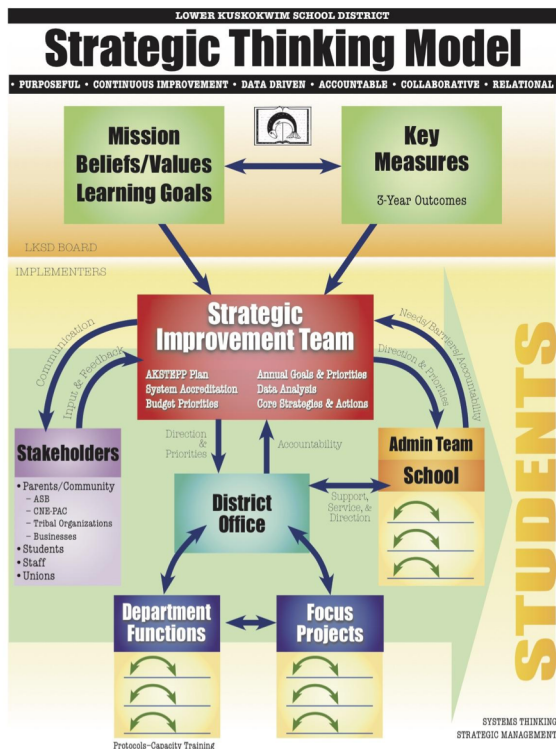 LOWER KUSKOKWIM SCHOOL DISTRICT
Strategic Thinking Model
• PURPOSEFUL • CONTINUOUS IMPROVEMENT • DATA DRIVEN • ACCOUNTABLE • COLLABORATIVE • RELATIONAL
Mission
Beliefs/Values
Learning Goals
Key
Measures
3-Year Outcomes
LKSD BOARD
IMPLEMENTERS
Strategic
Improvement Team
AKSTEPP Plan
System Accreditation
Budget Priorities
Annual Goals & Priorities
Data Analysis
Core Strategies & Actions
Communication
Input & Feedback
Needs/Barriers/Accountability
Direction & Priorities
Stakeholders
• Parents/Community
– ASB
– CNE-PAC
– Tribal Organizations
– Businesses
• Students
• Staff
• Unions
Direction
&
Priorities
Accountability
District
Office
Support,
Service, &
Direction
Admin Team
School
Department
Functions
Focus
Projects
Protocols–Capacity Training
STUDENTS
SYSTEMS THINKING
STRATEGIC MANAGEMENT